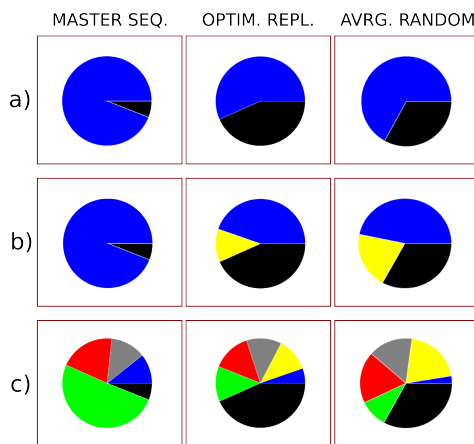 MASTER SEQ. OPTIM. REPL. AVRG. RANDOM
a)
b)
c)